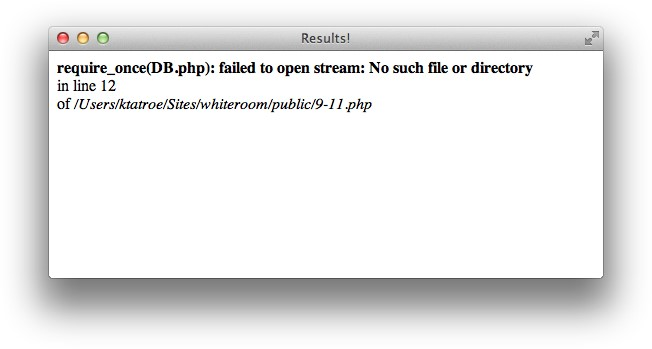 Results!
require_once(DB.php): failed to open stream: No such file or directory
in line 12
of /Users/ktatroe/Sites/whiteroom/public/9-11.php